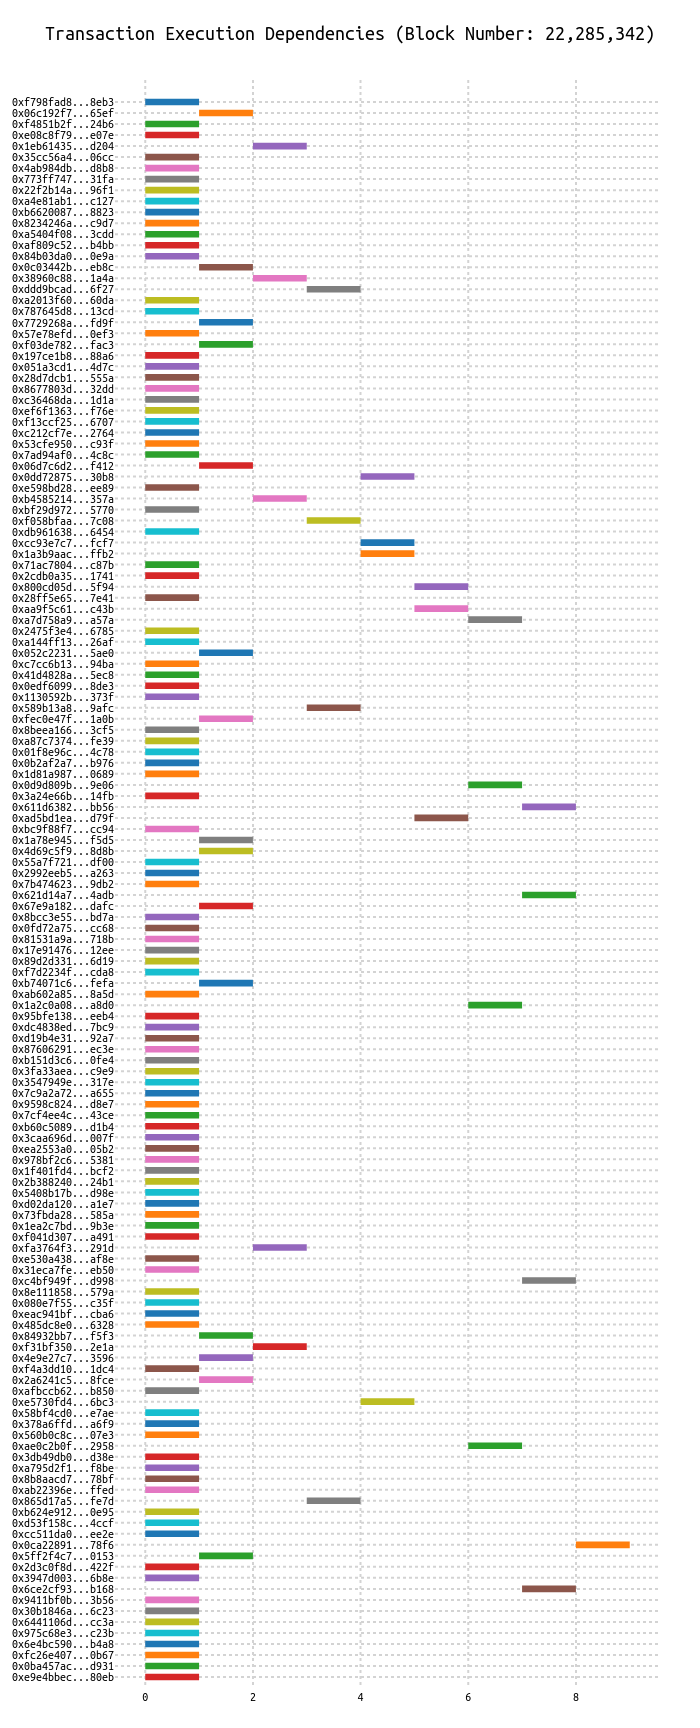 Transaction Execution Dependencies (Block Number: 22,285,342)
0xf798fad8...8eb3
0x06c192f7...65ef
0xf4851b2f...24b6
0xe08c8f79...e07e
0x1eb61435...d204
0x35cc56a4...06cc
0x4ab984db...d8b8
0x773ff747...31fa
0x22f2b14a...96f1
0xa4e81ab1...c127
0xb6620087...8823
0x8234246a...c9d7
0xa5404f08...3cdd
0xaf809c52...b4bb
0x84b03da0...0e9a
0x0c03442b...eb8c
0x38960c88...1a4a
0xddd9bcad...6f27
0xa2013f60...60da
0x787645d8...13cd
0x7729268a...fd9f
0x57e78efd...0ef3
0xf03de782...fac3
0x197ce1b8...88a6
0x051a3cd1...4d7c
0x28d7dcb1...555a
0x8677803d...32dd
0xc36468da...1d1a
0xef6f1363...f76e
0xf13ccf25...6707
0xc212cf7e...2764
0x53cfe950...c93f
0x7ad94af0...4c8c
0x06d7c6d2...f412
0x0dd72875...30b8
0xe598bd28...ee89
0xb4585214...357a
0xbf29d972...5770
0xf058bfaa...7c08
0xdb961638...6454
0xcc93e7c7...fcf7
0x1a3b9aac...ffb2
0x71ac7804...c87b
0x2cdb0a35...1741
0x800cd05d...5f94
0x28ff5e65...7e41
0xaa9f5c61...c43b
0xa7d758a9...a57a
0x2475f3e4...6785
0xa144ff13...26af
0x052c2231...5ae0
0xc7cc6b13...94ba
0x41d4828a...5ec8
0x0edf6099...8de3
0x1130592b...373f
0x589b13a8...9afc
0xfec0e47f...1a0b
0x8beea166...3cf5
0xa87c7374...fe39
0x01f8e96c...4c78
0x0b2af2a7...b976
0x1d81a987...0689
0x0d9d809b...9e06
0x3a24e66b...14fb
0x611d6382...bb56
0xad5bd1ea...d79f
0xbc9f88f7...cc94
0x1a78e945...f5d5
0x4d69c5f9...8d8b
0x55a7f721...df00
0x2992eeb5...a263
0x7b474623...9db2
0x621d14a7...4adb
0x67e9a182...dafc
0x8bcc3e55...bd7a
0x0fd72a75...cc68
0x81531a9a...718b
0x17e91476...12ee
0x89d2d331...6d19
0xf7d2234f...cda8
0xb74071c6...fefa
0xab602a85...8a5d
0x1a2c0a08...a8d0
0x95bfe138...eeb4
0xdc4838ed...7bc9
0xd19b4e31...92a7
0x87606291...ec3e
0xb151d3c6...0fe4
0x3fa33aea...c9e9
0x3547949e...317e
0x7c9a2a72...a655
0x9598c824...d8e7
0x7cf4ee4c...43ce
0xb60c5089...d1b4
0x3caa696d...007f
0xea2553a0...05b2
0x978bf2c6...5381
0x1f401fd4...bcf2
0x2b388240...24b1
0x5408b17b...d98e
0xd02da120...a1e7
0x73fbda28...585a
0x1ea2c7bd...9b3e
0xf041d307...a491
0xfa3764f3...291d
0xe530a438...af8e
0x31eca7fe...eb50
0xc4bf949f...d998
0x8e111858...579a
0x080e7f55...c35f
0xeac941bf...cba6
0x485dc8e0...6328
0x84932bb7...f5f3
0xf31bf350...2e1a
0x4e9e27c7...3596
0xf4a3dd10...1dc4
0x2a6241c5...8fce
0xafbccb62...b850
0xe5730fd4...6bc3
0x58bf4cd0...e7ae
0x378a6ffd...a6f9
0x560b0c8c...07e3
0xae0c2b0f...2958
0x3db49db0...d38e
0xa795d2f1...f8be
0x8b8aacd7...78bf
0xab22396e...ffed
0x865d17a5...fe7d
0xb624e912...0e95
0xd53f158c...4ccf
0xcc511da0...ee2e
0x0ca22891...78f6
0x5ff2f4c7...0153
0x2d3c0f8d...422f
0x3947d003...6b8e
0x6ce2cf93...b168
0x9411bf0b...3b56
0x30b1846a...6c23
0x6441106d...cc3a
0x975c68e3...c23b
0x6e4bc590...b4a8
0xfc26e407...0b67
0x0ba457ac...d931
0xe9e4bbec...80eb
0 2 4 6 8